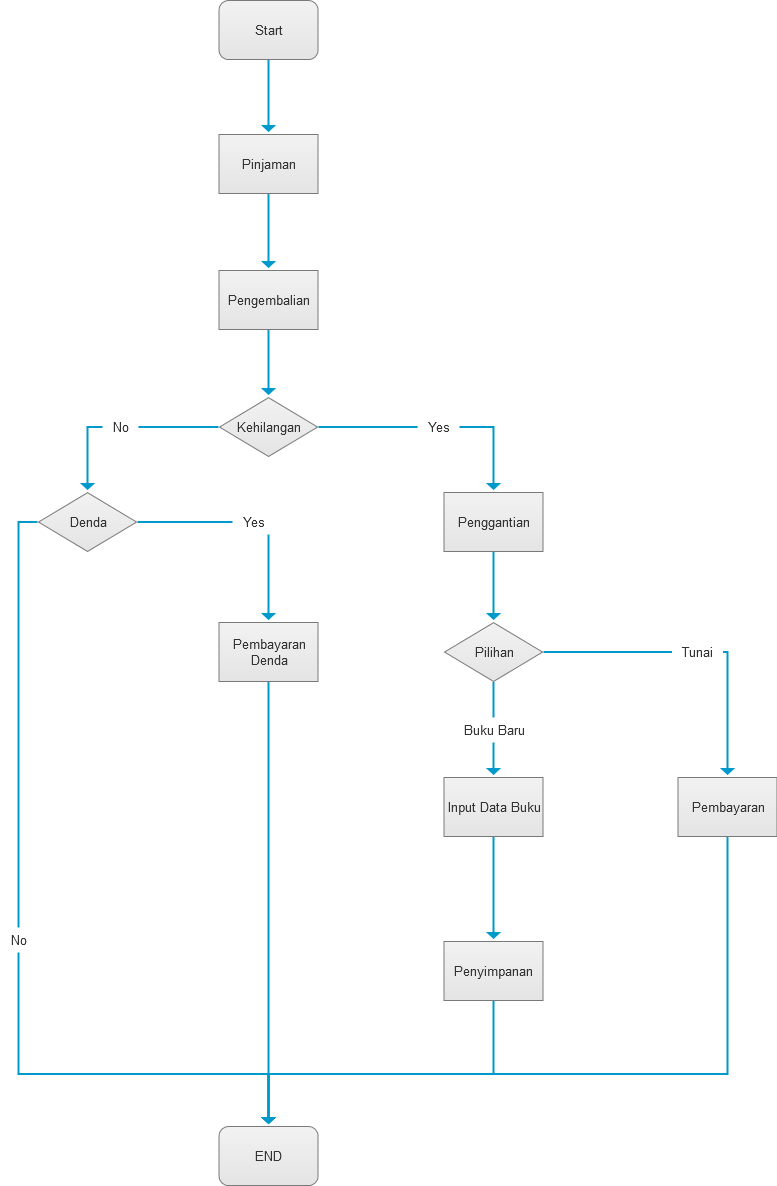 Start
Pinjaman
Pengembalian
No
Kehilangan
Yes
Denda
Yes
Penggantian
Pembayaran
Denda
Pilihan
Tunai
Buku Baru
Input Data Buku
Pembayaran
No
Penyimpanan
END